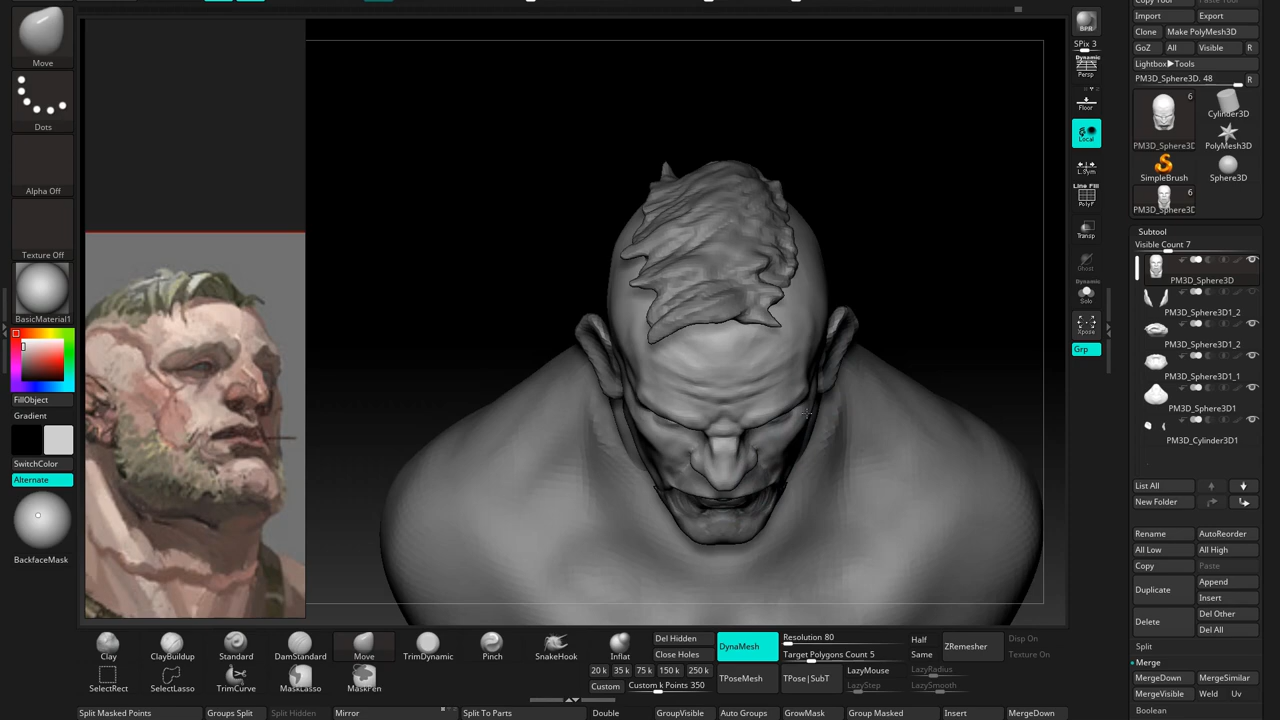 Move
Dots
Alpha Off
Texture Off
BasicMaterial1
FillObject
Gradient
SwitchColor
Alternate
BackfaceMask
BPR
SPix 3
Dynamic
Persp
Floor
Local
L.Sym
Line Fill
PolyF
Transp
Ghost
Dynamic
Solo
Xpose
Grp
Import
Export
Clone
Make PolyMesh3D
GoZ
All
Visible
R
Lightbox▶Tools
PM3D_Sphere3D. 48
R
6
Cylinder3D
PM3D_Sphere3D
PolyMesh3D
SimpleBrush
Sphere3D
6
PM3D_Sphere3D
Subtool
Visible Count 7
PM3D_Sphere3D
PM3D_Sphere3D1_2
PM3D_Sphere3D1_2
PM3D_Sphere3D1_1
PM3D_Sphere3D1
PM3D_Cylinder3D1
List All
New Folder
Rename
AutoReorder
All Low
All High
Copy
Paste
Duplicate
Append
Insert
Delete
Del Other
Del All
Split
Merge
MergeDown
MergeSimilar
MergeVisible
Weld
Uv
Boolean
Clay
ClayBuildup
Standard
DamStandard
Move
TrimDynamic
Pinch
SnakeHook
Inflat
SelectRect
SelectLasso
TrimCurve
MaskLasso
MaskPen
Del Hidden
Close Holes
20 k
35 k
75 k
150 k
250 k
Custom
Custom k Points 350
DynaMesh
Resolution 80
Target Polygons Count 5
TPoseMesh
TPose|SubT
LazyMouse
LazyStep
Half
Same
ZRemesher
LazyRadius
LazySmooth
Disp On
Texture On
Split Masked Points
Groups Split
Split Hidden
Mirror
Split To Parts
Double
GroupVisible
Auto Groups
GrowMask
Group Masked
Insert
MergeDown